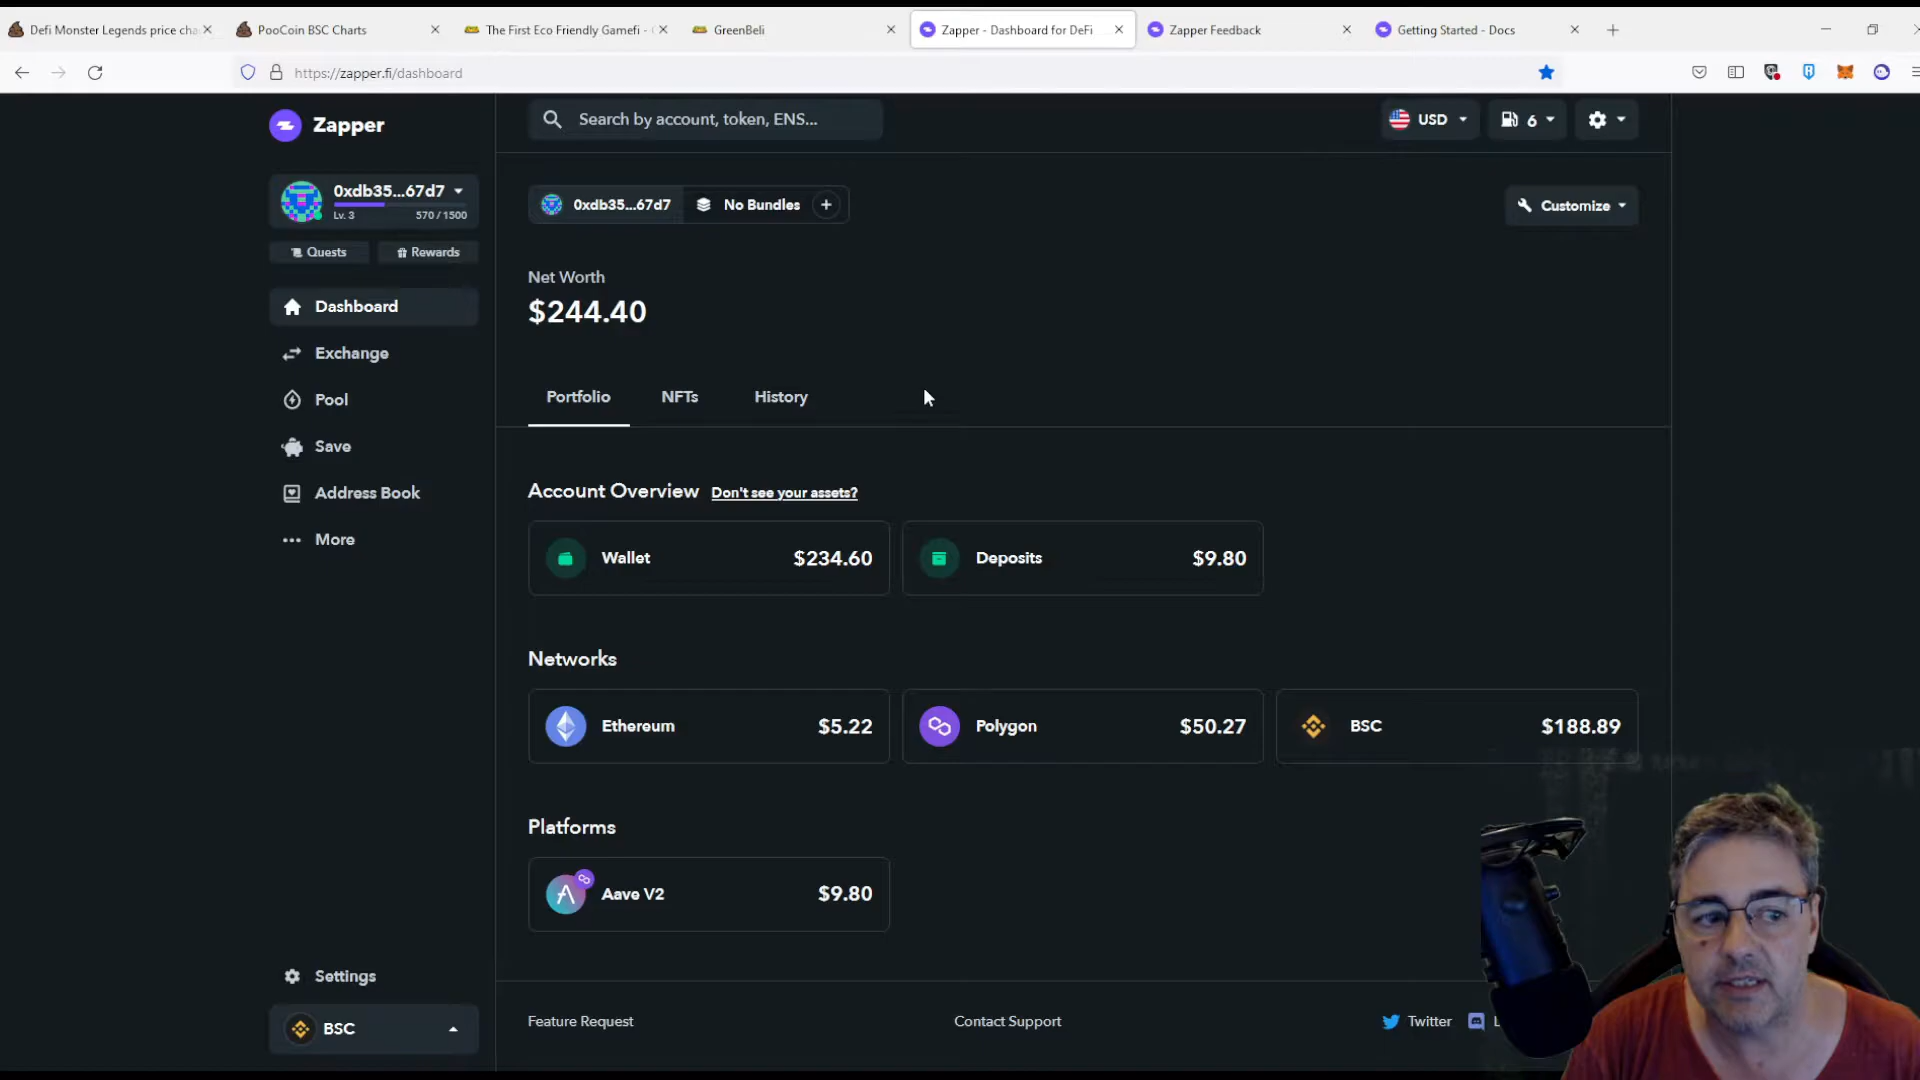 Defi Monster Legends price cha
PooCoin BSC Charts
The First Eco Friendly Gamefi -
GreenBeli
Zapper - Dashboard for DeFi
Zapper Feedback
Getting Started - Docs
https://zapper.fi/dashboard
Zapper
Search by account, token, ENS...
USD
6
0xdb35...67d7
Lv. 3
570 / 1500
Quests
Rewards
0xdb35...67d7
No Bundles
Customize
Dashboard
Exchange
Pool
Save
Address Book
More
Net Worth
$244.40
Portfolio
NFTs
History
Account Overview
Don't see your assets?
Wallet
$234.60
Deposits
$9.80
Networks
Ethereum
$5.22
Polygon
$50.27
BSC
$188.89
Platforms
Aave V2
$9.80
Settings
BSC
Feature Request
Contact Support
Twitter